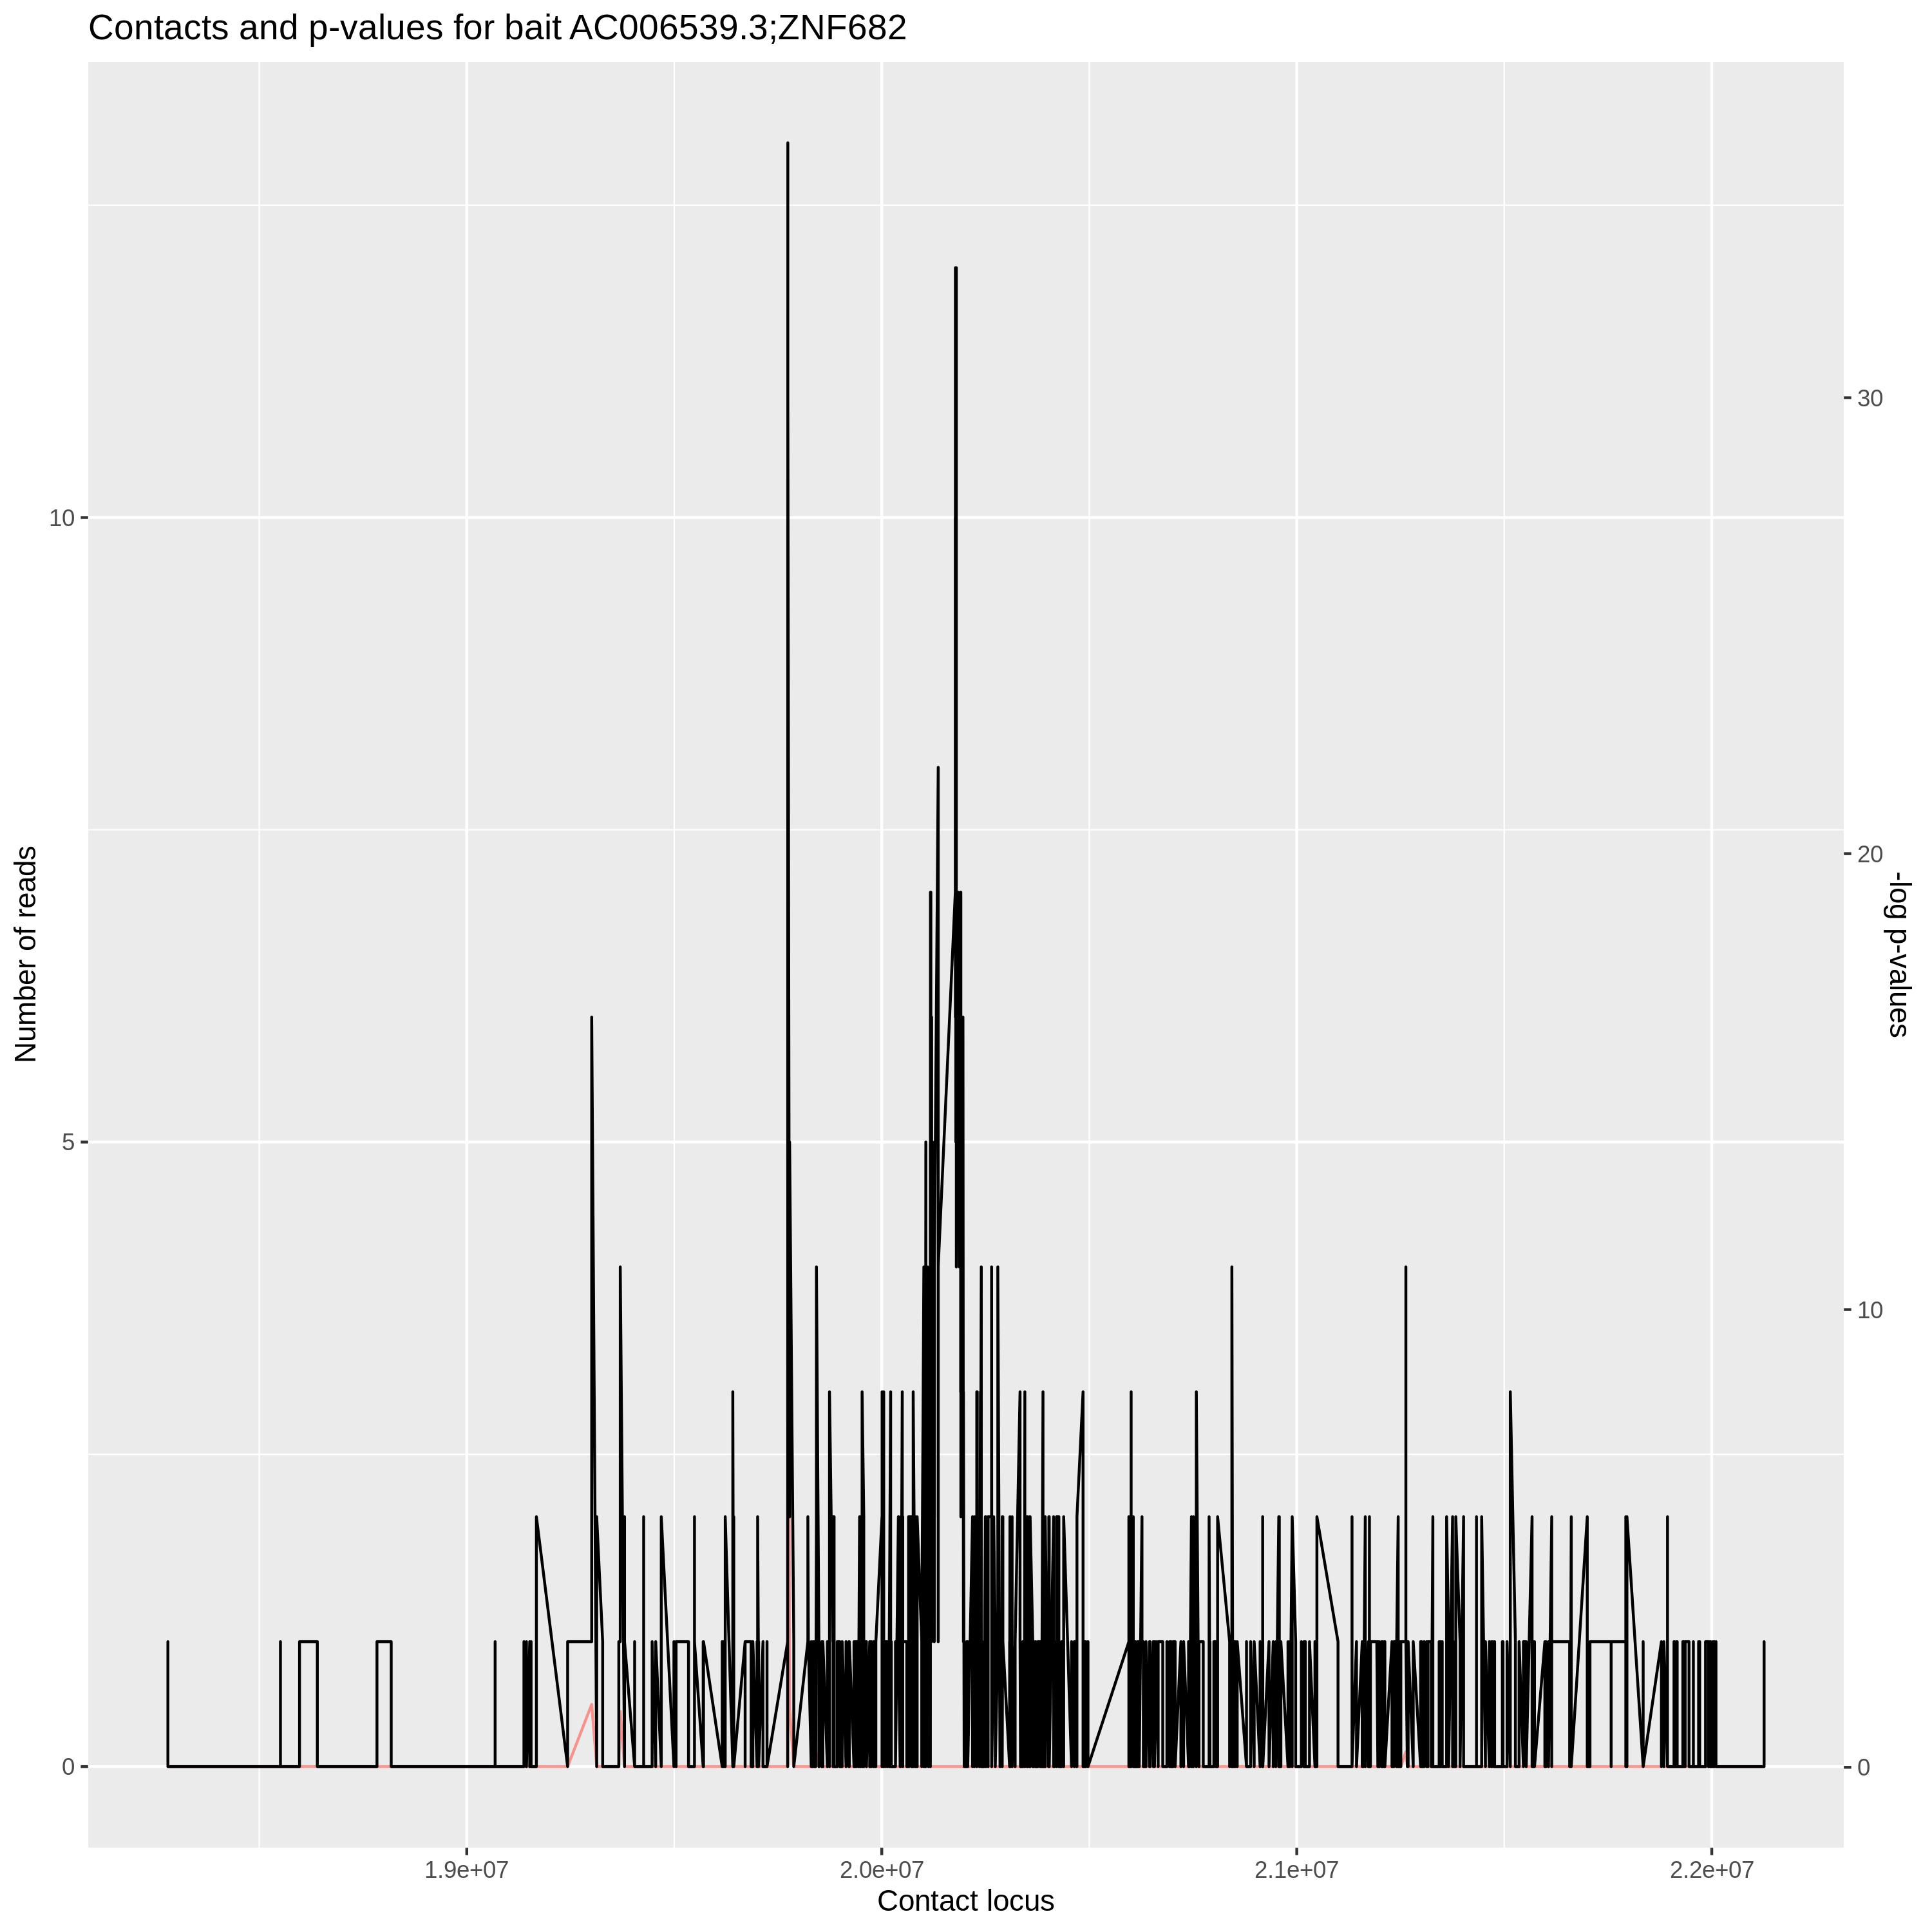 Contacts and p-values for bait AC006539.3;ZNF682
Number of reads
10
5
0
30
20
10
0
-log p-values
1.9e+07
2.0e+07
2.1e+07
2.2e+07
Contact locus